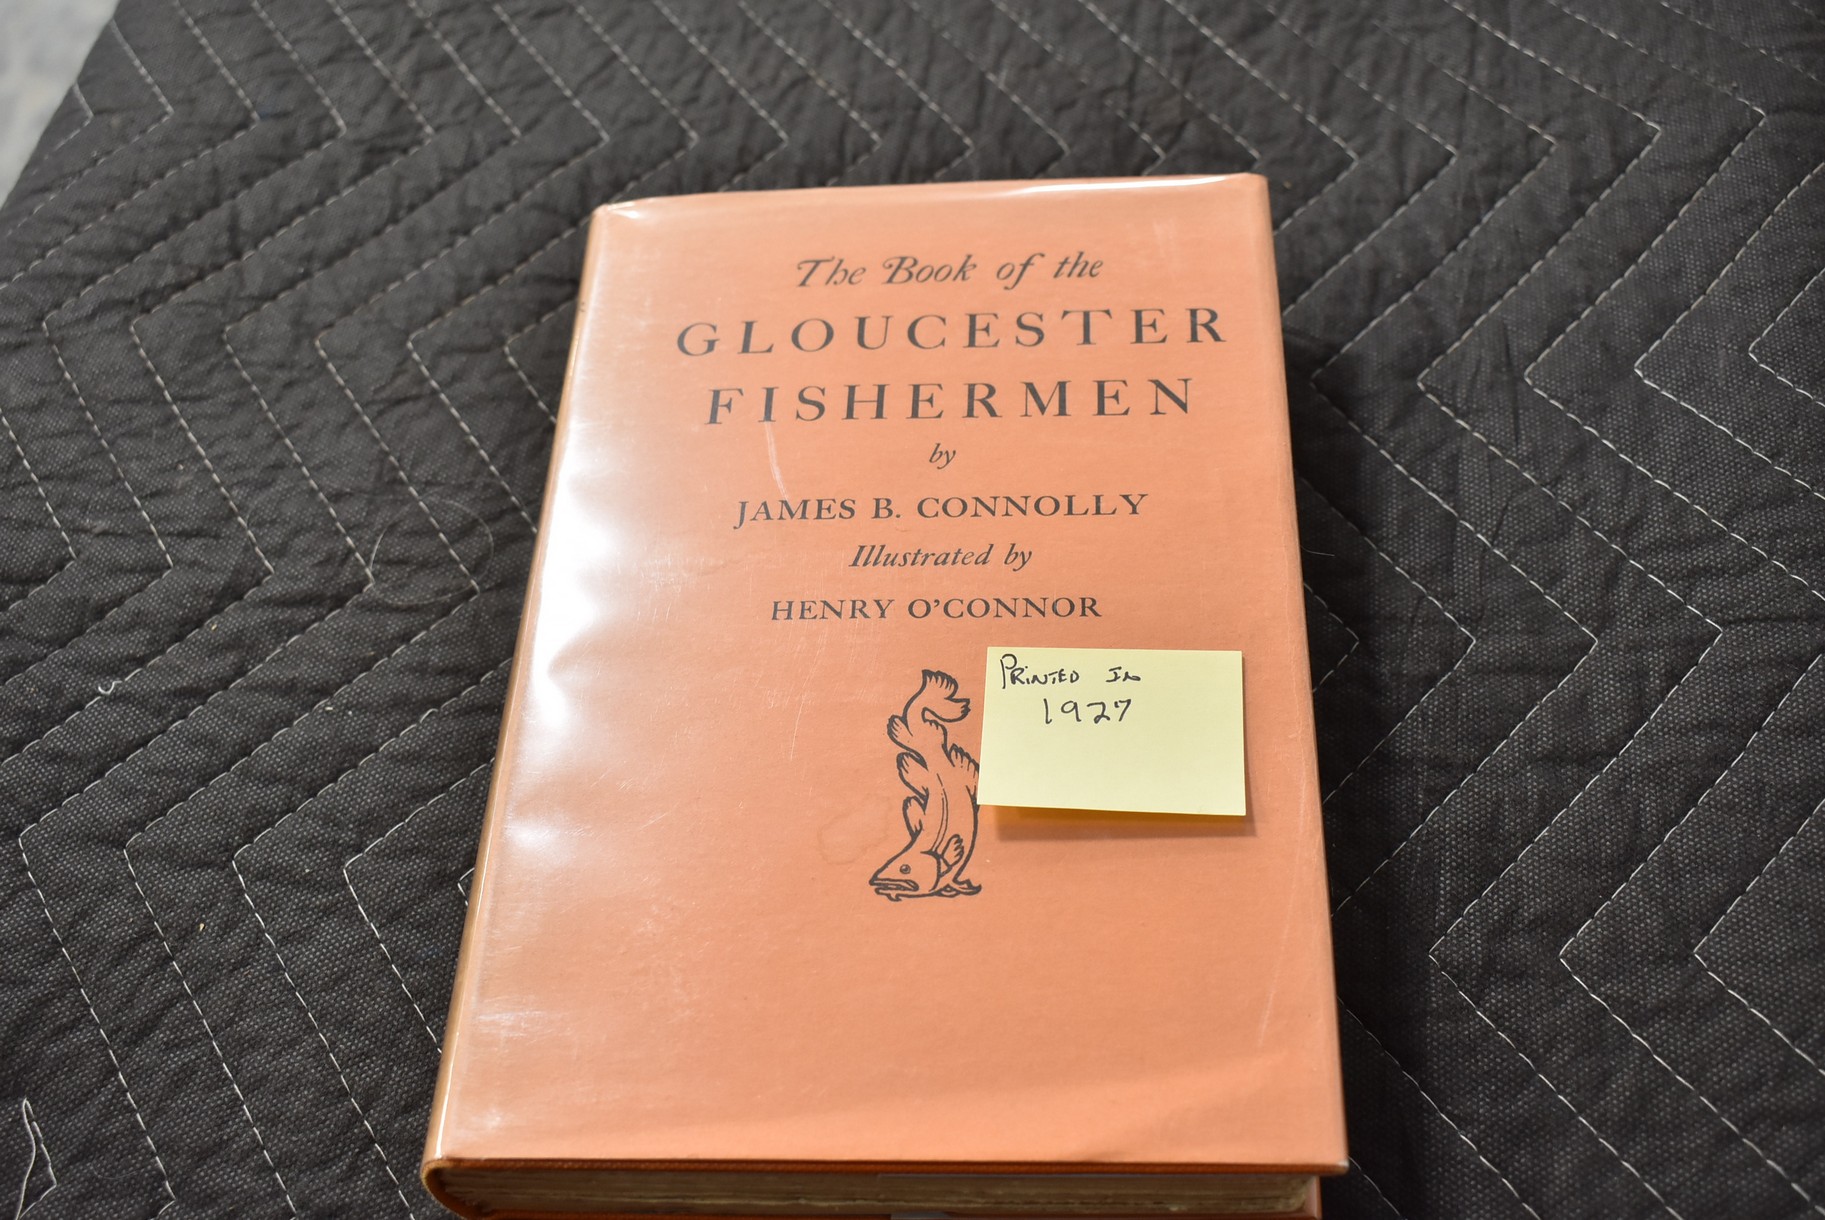 The Book of the
GLOUCESTER
FISHERMEN
by
JAMES B. CONNOLLY
Illustrated by
HENRY O'CONNOR
PRINTED IN
1927